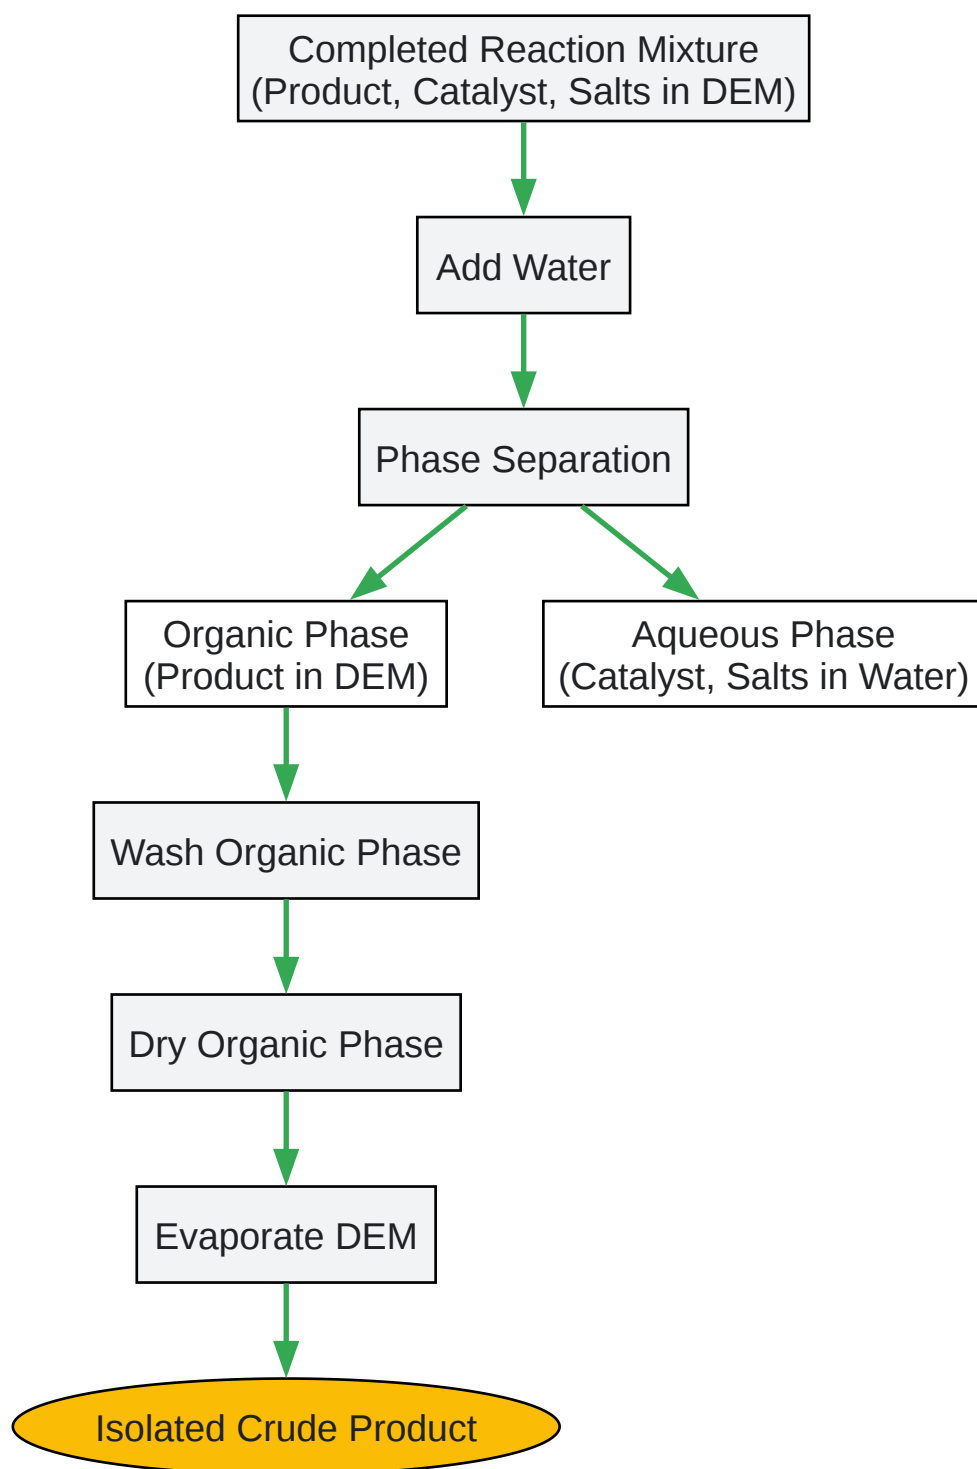 Completed Reaction Mixture
(Product, Catalyst, Salts in DEM)
Add Water
Phase Separation
Organic Phase
(Product in DEM)
Aqueous Phase
(Catalyst, Salts in Water)
Wash Organic Phase
Dry Organic Phase
Evaporate DEM
Isolated Crude Product